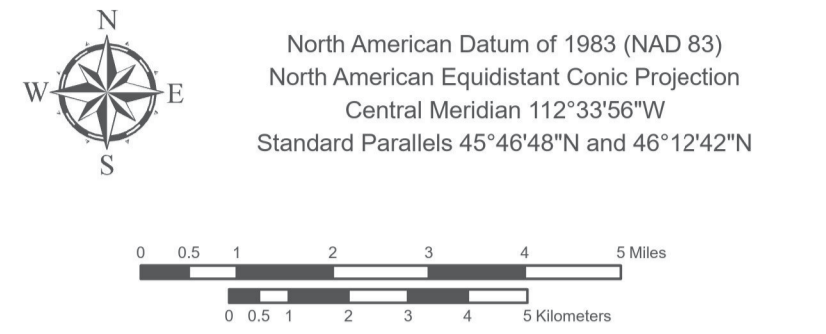 N
W E
S
North American Datum of 1983 (NAD 83)
North American Equidistant Conic Projection
Central Meridian 112°33'56"W
Standard Parallels 45°46'48"N and 46°12'42"N
0 0.5 1 2 3 4 5 Miles
0 0.5 1 2 3 4 5 Kilometers